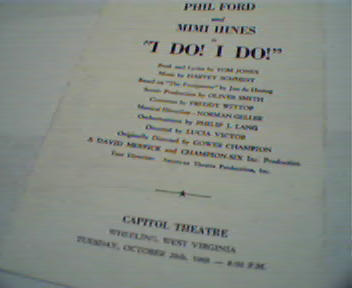 PHIL FORD
and
MIMI HINES
in
"I DO! I DO!"
Book and Lyrics by TOM JONES
Music by HARVEY SCHMIDT
Based on "The Fourposter" by Jan de Hartog
Scenic Production by OLIVER SMITH
Costumes by FREDDY WITTOP
Musical Direction - NORMAN GELLER
Orchestrations by PHILIP J. LANG
Directed by LUCIA VICTOR
Originally Directed by GOWER CHAMPION
A DAVID MERRICK and CHAMPION-SIX Inc. Production
Tour Direction: American Theatre Productions, Inc.
CAPITOL THEATRE
WHEELING, WEST VIRGINIA
TUESDAY, OCTOBER P.M.